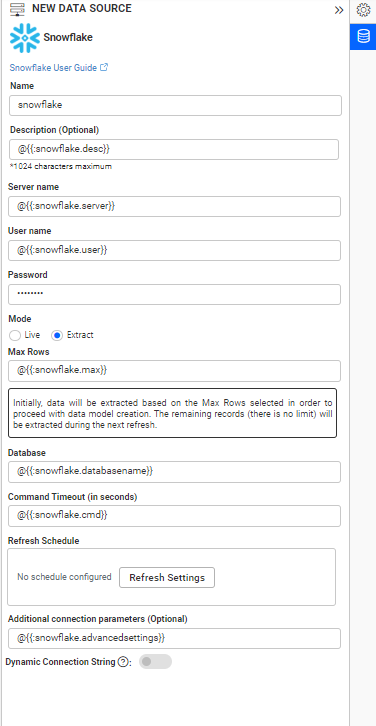 NEW DATA SOURCE
Snowflake
Snowflake User Guide
Name
snowflake
Description (Optional)
@{{:snowflake.desc}}
*1024 characters maximum
Server name
@{{:snowflake.server}}
User name
@{{:snowflake.user}}
Password
••••••••
Mode
Live Extract
Max Rows
@{{:snowflake.max}}
Initially, data will be extracted based on the Max Rows selected in order to
proceed with data model creation. The remaining records (there is no limit) will
be extracted during the next refresh.
Database
@{{:snowflake.databasename}}
Command Timeout (in seconds)
@{{:snowflake.cmd}}
Refresh Schedule
No schedule configured Refresh Settings
Additional connection parameters (Optional)
@{{:snowflake.advancedsettings}}
Dynamic Connection String ? :